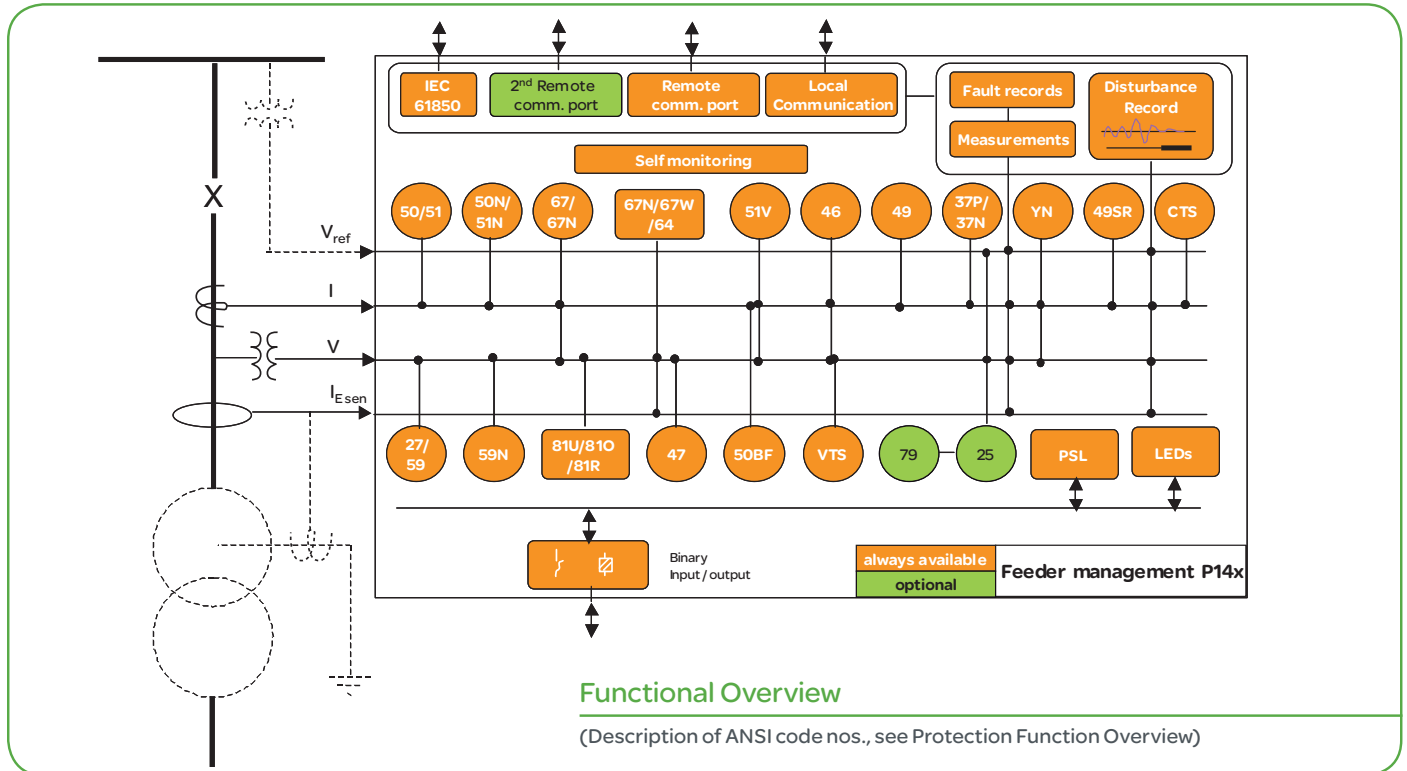 IEC
61850
2nd Remote
comm. port
Remote
comm. port
Local
Communication
Fault records
Measurements
Disturbance
Record
Self monitoring
50/51
50N/
51N
67/
67N
67N/67W
/64
51V
46
49
37P/
37N
YN
49SR
CTS
X
Vref
I
V
IE sen
27/
59
59N
81U/81O
/81R
47
50BF
VTS
79
25
PSL
LEDs
Binary
Input / output
always available
optional
Feeder management P14x
Functional Overview
(Description of ANSI code nos., see Protection Function Overview)